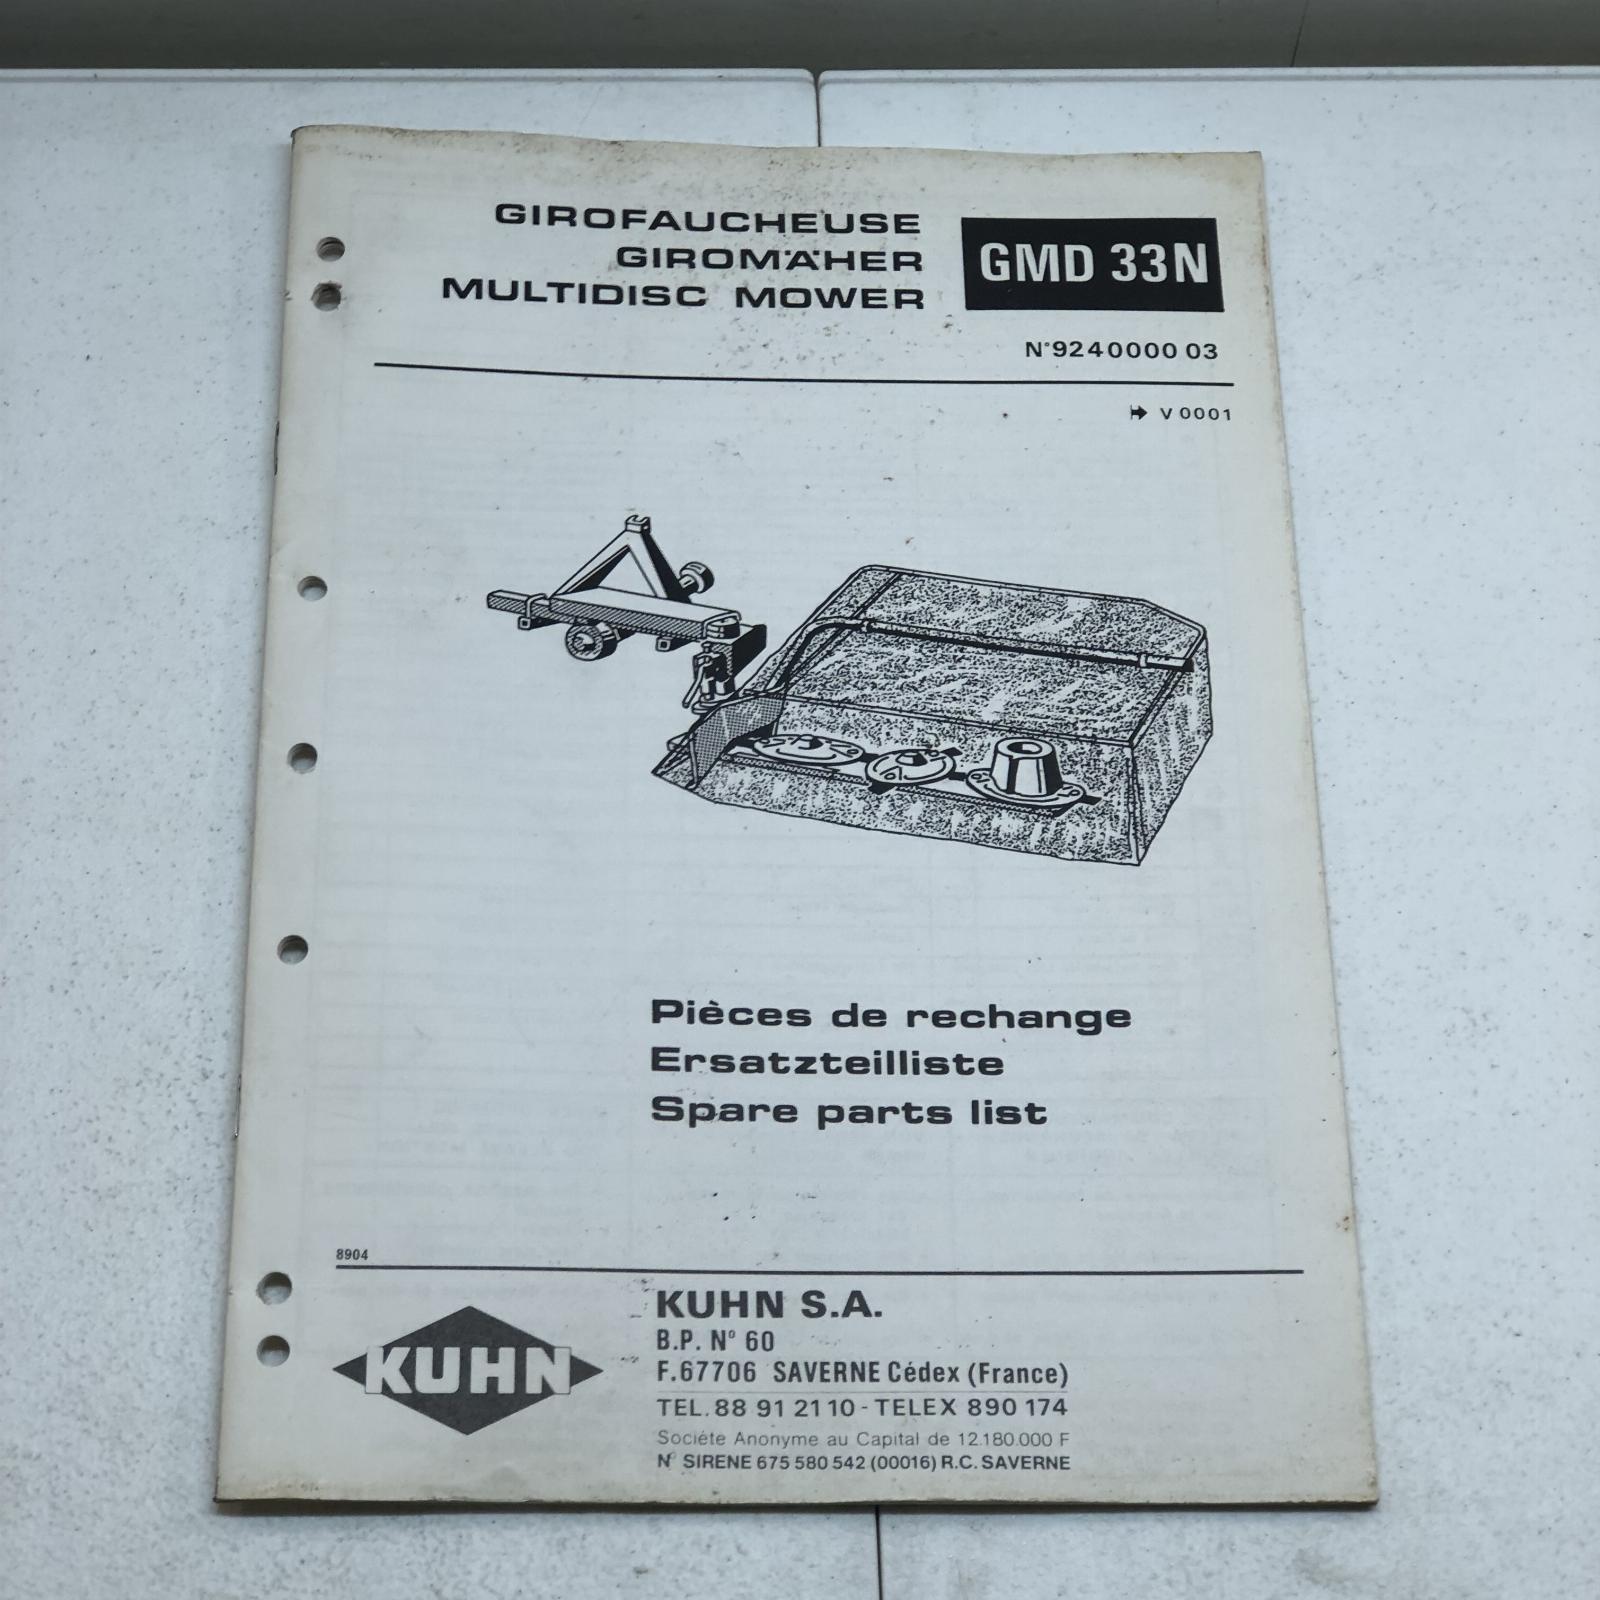 GIROFAUCHEUSE
GIROMÄHER
MULTIDISC MOWER
GMD 33N
N°9240000 03
V 0001
Pièces de rechange
Ersatzteilliste
Spare parts list
8904
KUHN
KUHN S.A.
B.P. Nº 60
F.67706 SAVERNE Cédex (France)
TEL. 88 91 21 10 - TELEX 890 174
Sociéte Anonyme au Capital de 12.180.000 F
N° SIRENE 675 580 542 (00016) R.C. SAVERNE